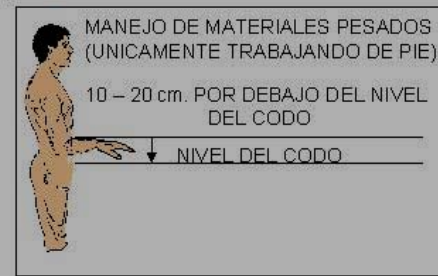 MANEJO DE MATERIALES PESADOS
(UNICAMENTE TRABAJANDO DE PIE)
10 – 20 cm. POR DEBAJO DEL NIVEL
DEL CODO
NIVEL DEL CODO